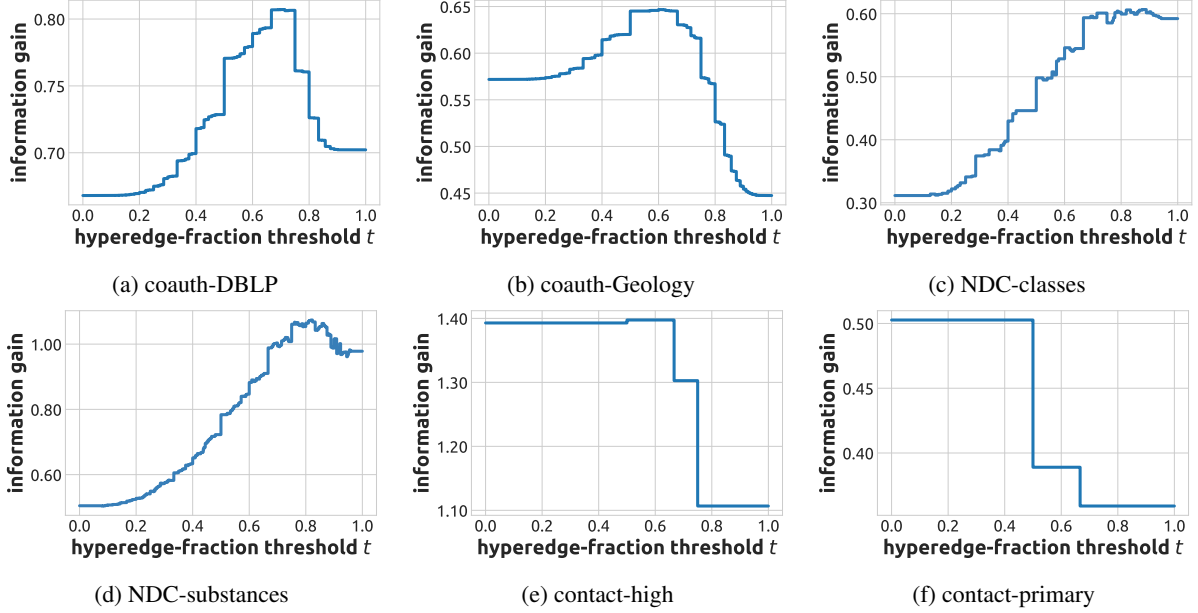 information gain
0.80
0.75
0.70
0.0 0.2 0.4 0.6 0.8 1.0
hyperedge-fraction threshold t
(a) coauth-DBLP
information gain
0.65
0.60
0.55
0.50
0.45
0.0 0.2 0.4 0.6 0.8 1.0
hyperedge-fraction threshold t
(b) coauth-Geology
information gain
0.60
0.50
0.40
0.30
0.0 0.2 0.4 0.6 0.8 1.0
hyperedge-fraction threshold t
(c) NDC-classes
information gain
1.00
0.80
0.60
0.0 0.2 0.4 0.6 0.8 1.0
hyperedge-fraction threshold t
(d) NDC-substances
information gain
1.40
1.30
1.20
1.10
0.0 0.2 0.4 0.6 0.8 1.0
hyperedge-fraction threshold t
(e) contact-high
information gain
0.50
0.45
0.40
0.0 0.2 0.4 0.6 0.8 1.0
hyperedge-fraction threshold t
(f) contact-primary